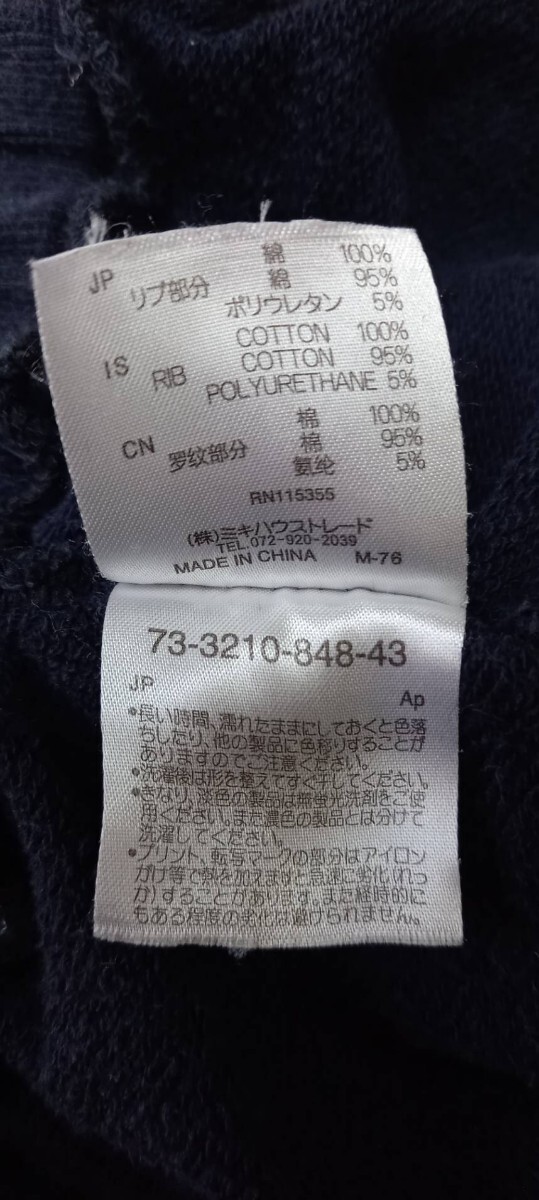 JP 綿 100%
リブ部分 綿 95%
ポリウレタン 5%
IS COTTON 100%
RIB COTTON 95%
POLYURETHANE 5%
CN 棉 100%
罗纹部分 棉 95%
氨纶 5%
RN115355
(株)ミキハウストレード
TEL.072-920-2039
MADE IN CHINA M-76
73-3210-848-43
JP
Ap
•長い時間、濡れたままにしておくと色落
ちしたり、他の製品に色移りすることが
ありますのでご注意ください。
•洗濯後は形を整えてすぐ干してください。
•きなり、淡色の製品は無蛍光洗剤をご使
用ください。また濃色の製品とは分けて
洗濯してください。
•プリント、転写マークの部分はアイロン
がけ等で熱を加えますと急速に劣化(れっ
か)することがあります。また経時的に
もある程度の劣化は避けられません。